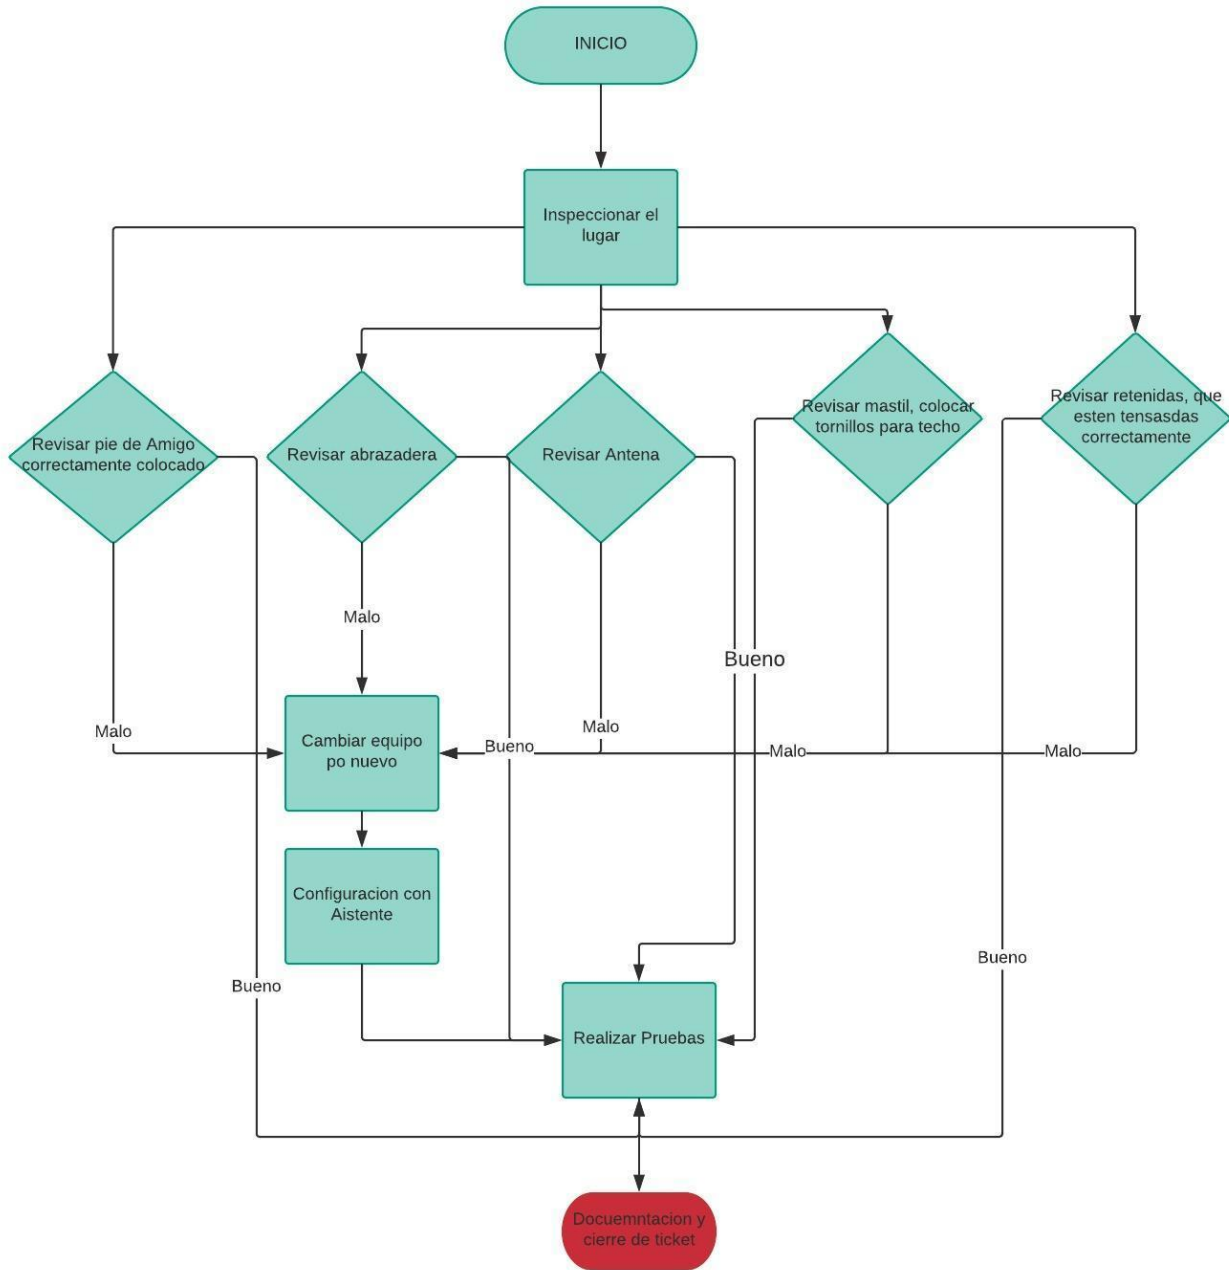 INICIO
Inspeccionar el
lugar
Revisar pie de Amigo
correctamente colocado
Revisar abrazadera
Revisar Antena
Revisar mastil, colocar
tornillos para techo
Revisar retenidas, que
esten tensasdas
correctamente
Malo
Bueno
Malo
Malo
Bueno
Malo
Malo
Cambiar equipo
po nuevo
Configuracion con
Aistente
Bueno
Bueno
Realizar Pruebas
Docuemntacion y
cierre de ticket